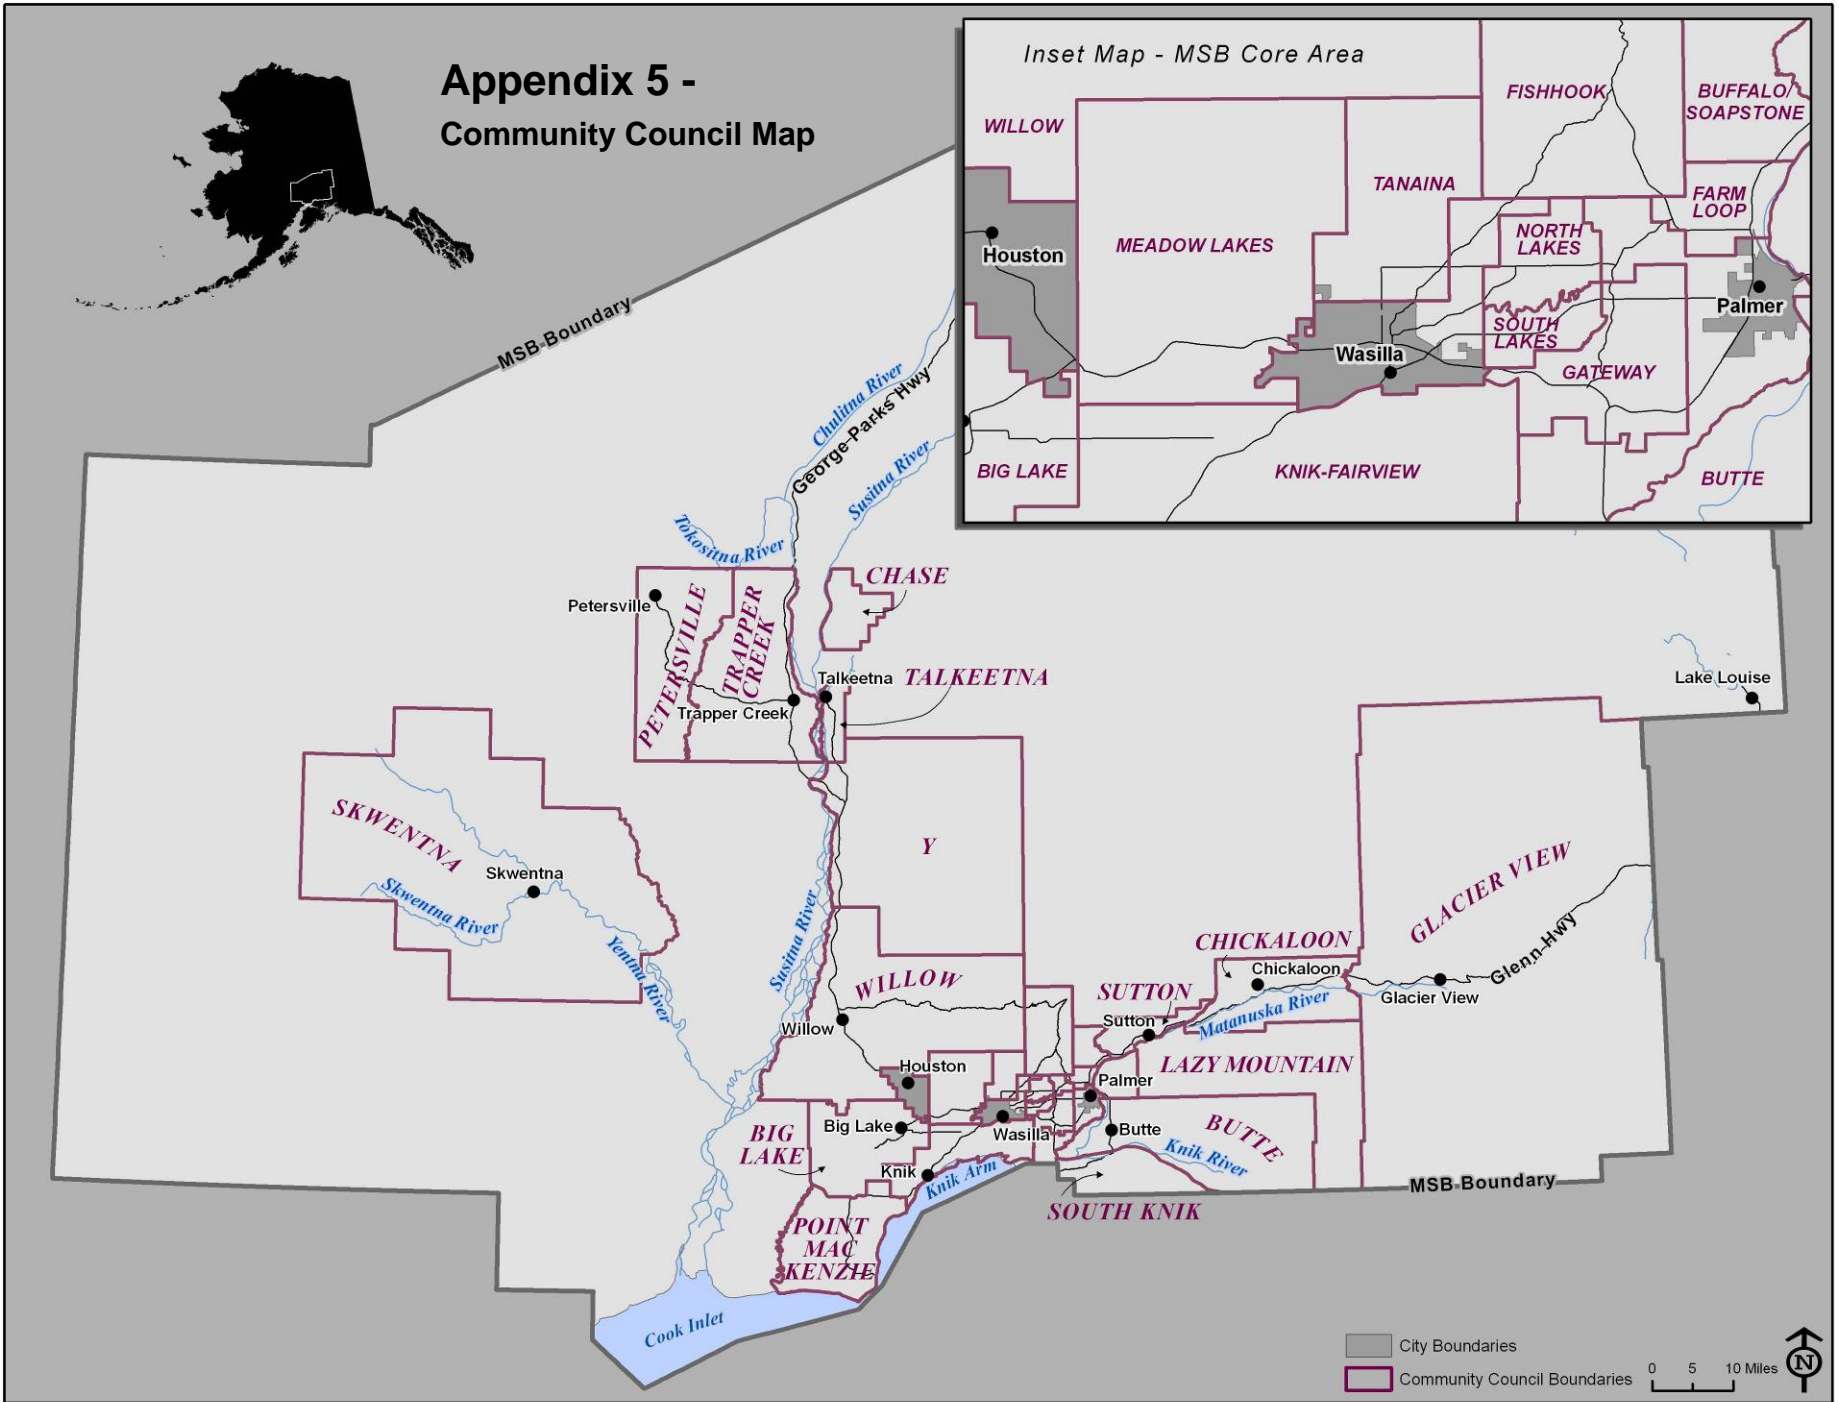 Appendix 5 -
Community Council Map
Inset Map - MSB Core Area
WILLOW
FISHHOOK
BUFFALO/
SOAPSTONE
TANAINA
FARM
LOOP
MEADOW LAKES
NORTH
LAKES
Houston
Palmer
SOUTH
LAKES
Wasilla
GATEWAY
BIG LAKE
KNIK-FAIRVIEW
BUTTE
MSB Boundary
Chulitna River
George Parks Hwy
Susitna River
Tokositna River
CHASE
Petersville
PETERSVILLE
TRAPPER
CREEK
Talkeetna
TALKEETNA
Trapper Creek
Lake Louise
SKWENTNA
Skwentna
Skwentna River
Yentna River
Susitna River
Y
GLACIER VIEW
Glenn Hwy
CHICKALOON
Chickaloon
Glacier View
WILLOW
Willow
SUTTON
Sutton
Matanuska River
LAZY MOUNTAIN
Houston
Palmer
Big Lake
BIG
LAKE
Wasilla
Butte
BUTTE
Knik River
Knik
Knik Arm
MSB Boundary
SOUTH KNIK
POINT
MAC
KENZIE
Cook Inlet
City Boundaries
Community Council Boundaries
0 5 10 Miles
N